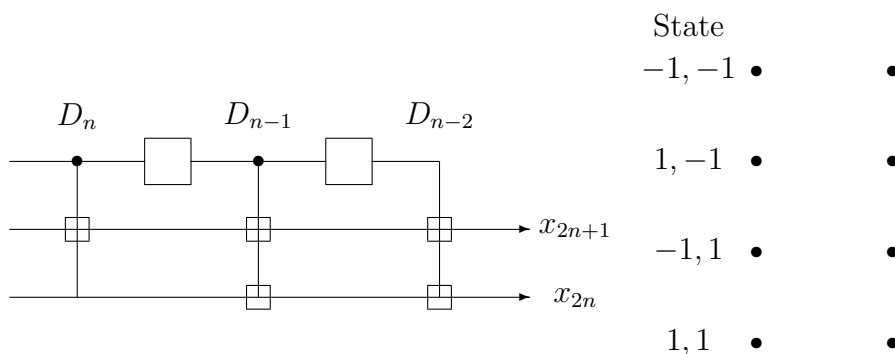 State
−1, −1
D_n D_{n−1} D_{n−2}
1, −1
x_{2n+1}
−1, 1
x_{2n}
1, 1